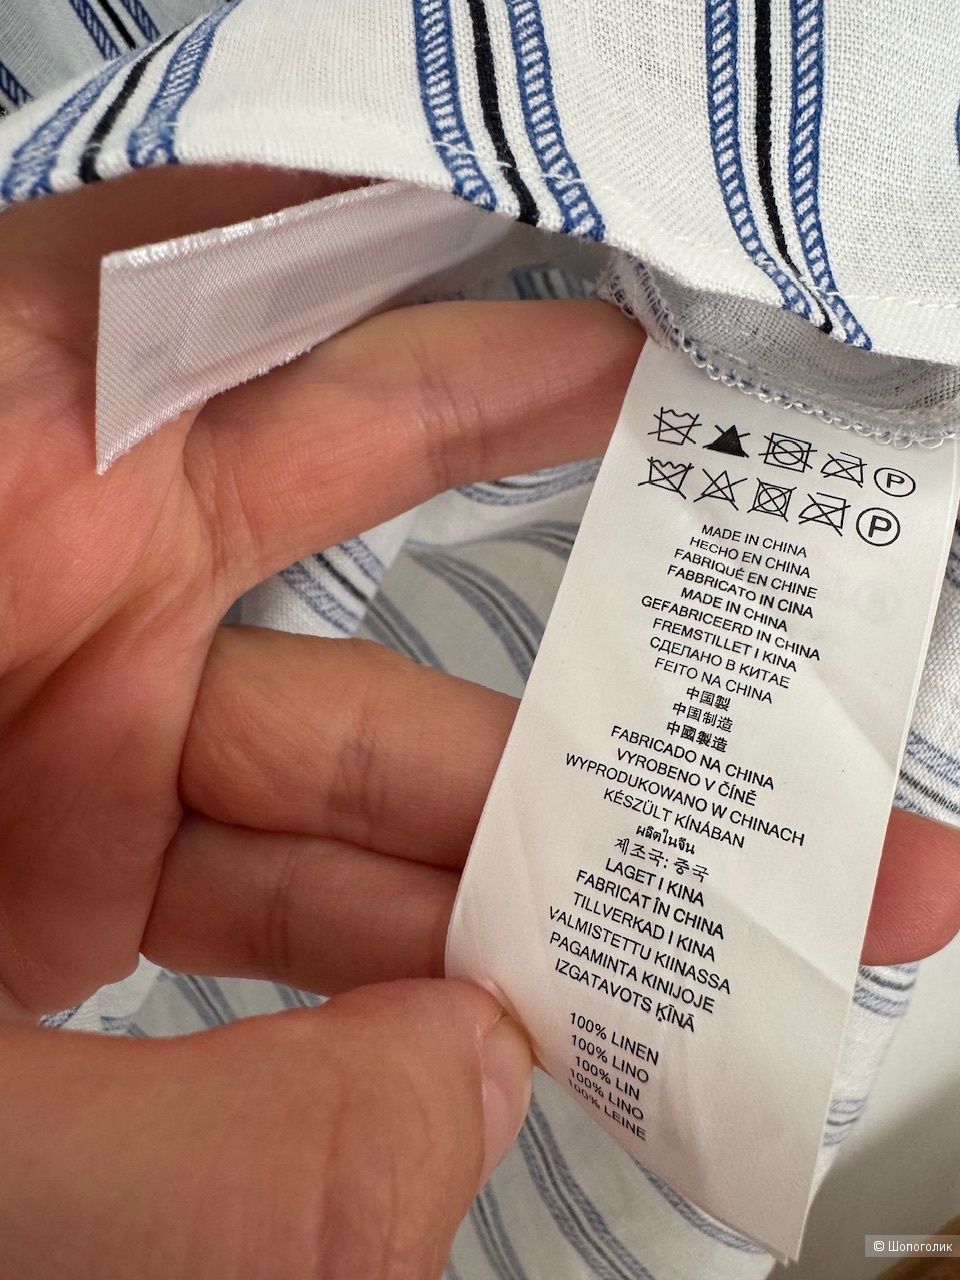 P
P
MADE IN CHINA
HECHO EN CHINA
FABRIQUÉ EN CHINE
FABBRICATO IN CINA
MADE IN CHINA
GEFABRICEERD IN CHINA
FREMSTILLET I KINA
СДЕЛАНО В КИТАЕ
FEITO NA CHINA
中国製
中国制造
中國製造
FABRICADO NA CHINA
VYROBENO V ČÍNĚ
WYPRODUKOWANO W CHINACH
KÉSZÜLT KÍNÁBAN
ผลิตในจีน
제조국: 중국
LAGET I KINA
FABRICAT ÎN CHINA
TILLVERKAD I KINA
VALMISTETTU KIINASSA
PAGAMINTA KINIJOJE
IZGATAVOTS ĶĪNĀ
100% LINEN
100% LINO
100% LIN
100% LINO
100% LEINE
© Шопоголик